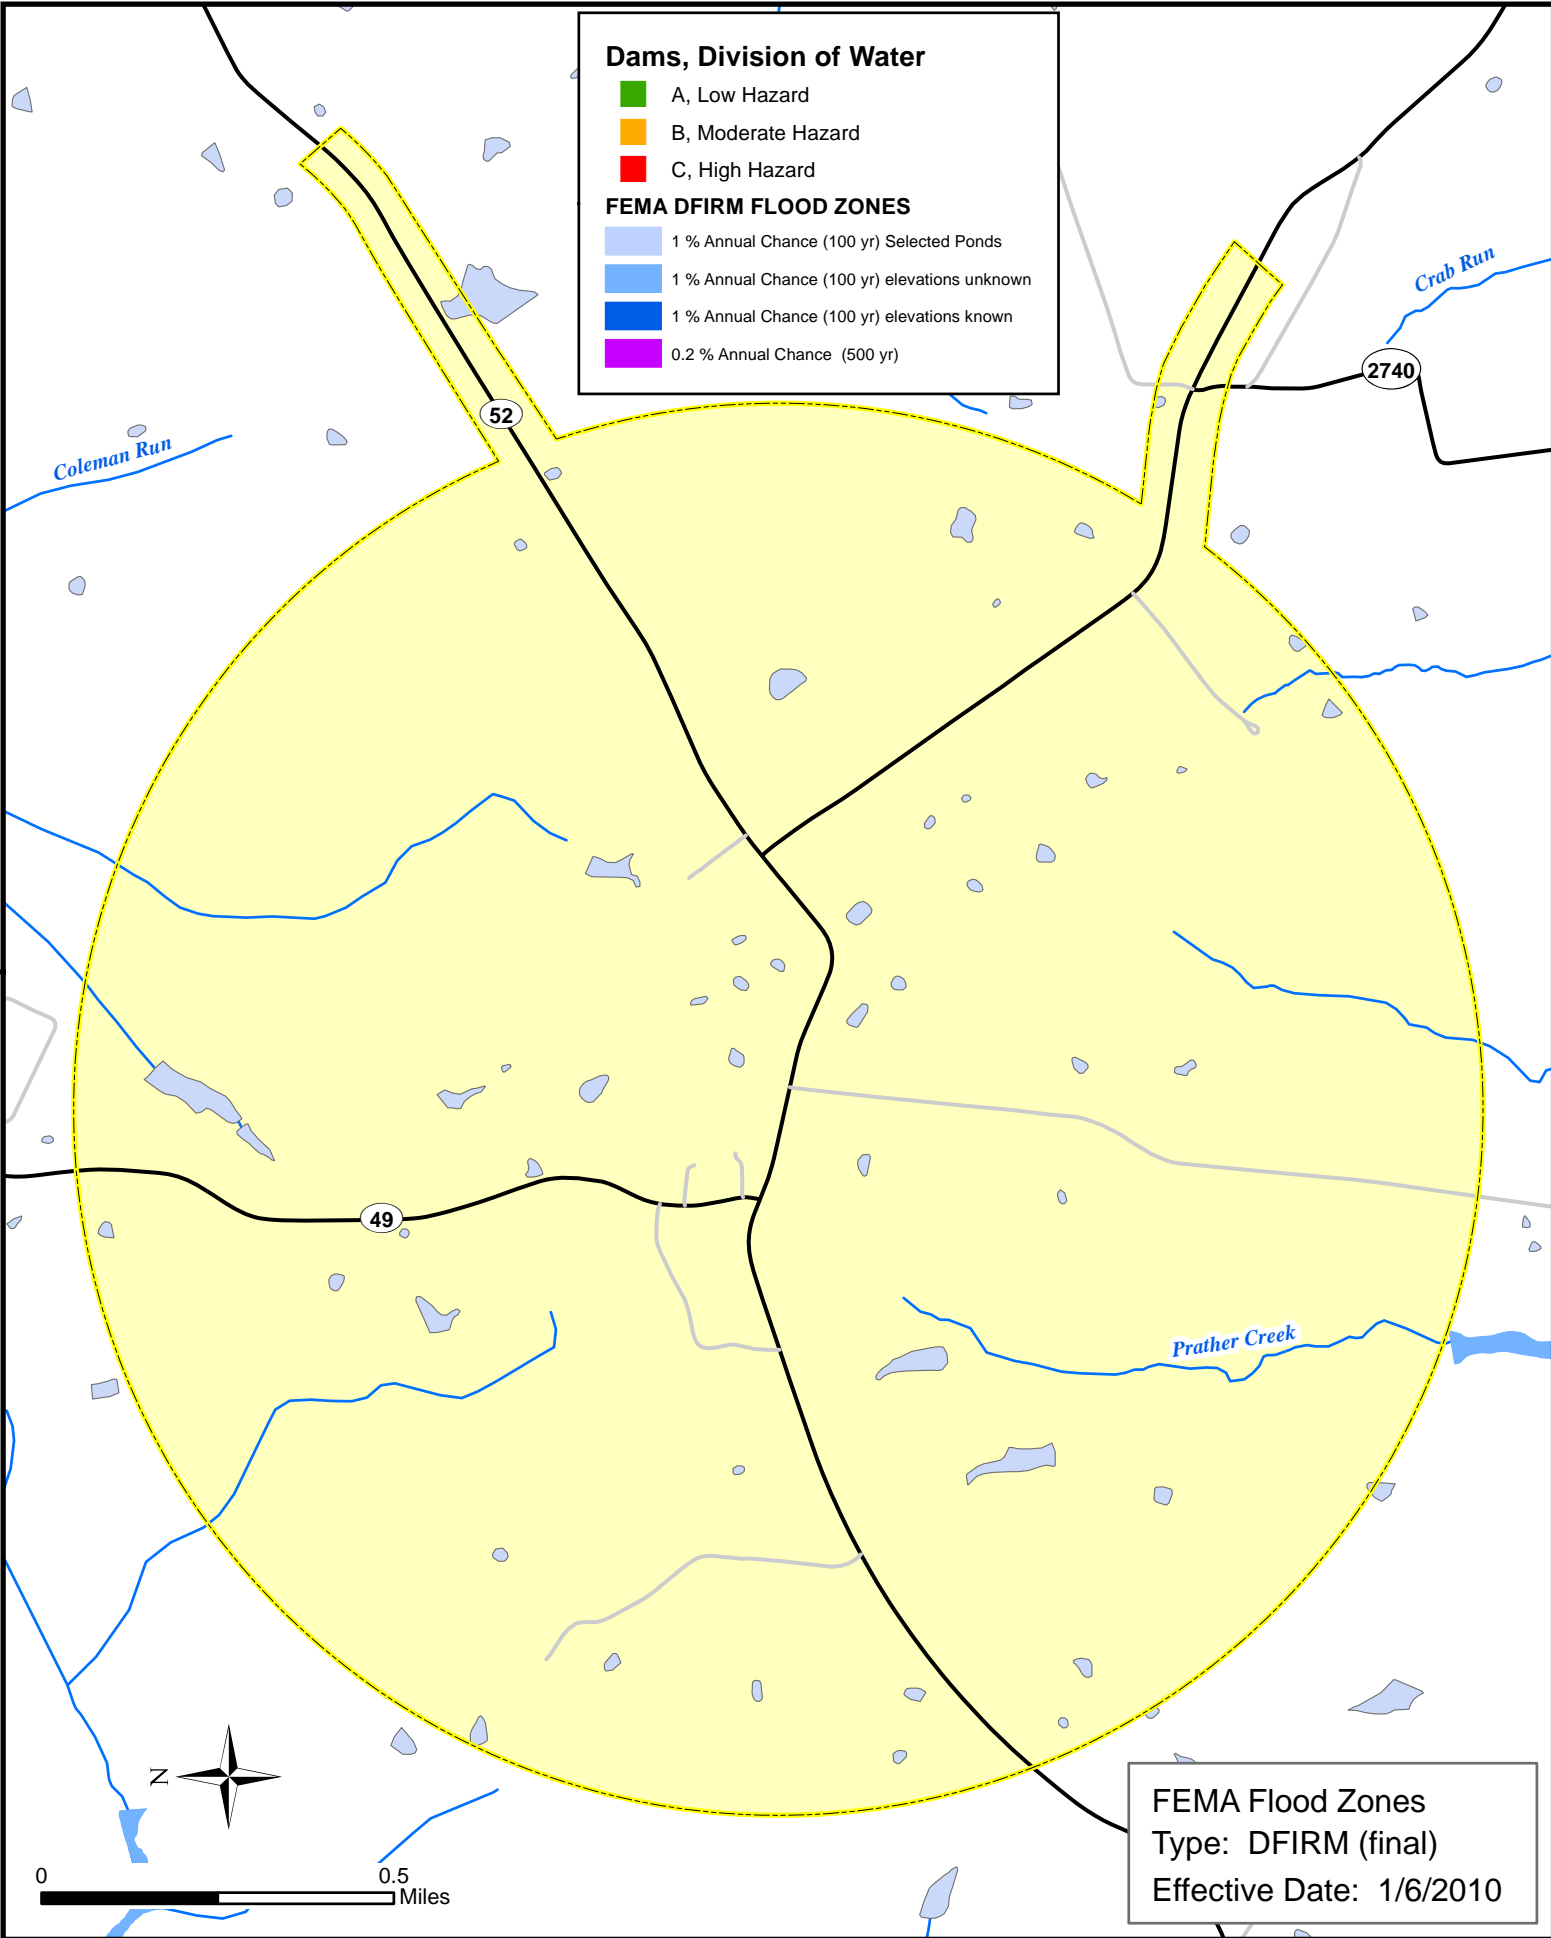 Dams, Division of Water
A, Low Hazard
B, Moderate Hazard
C, High Hazard
FEMA DFIRM FLOOD ZONES
1 % Annual Chance (100 yr) Selected Ponds
1 % Annual Chance (100 yr) elevations unknown
1 % Annual Chance (100 yr) elevations known
0.2 % Annual Chance  (500 yr)
Crab Run
2740
52
Coleman Run
49
Prather Creek
N
0 0.5
Miles
FEMA Flood Zones
Type:  DFIRM (final)
Effective Date:  1/6/2010